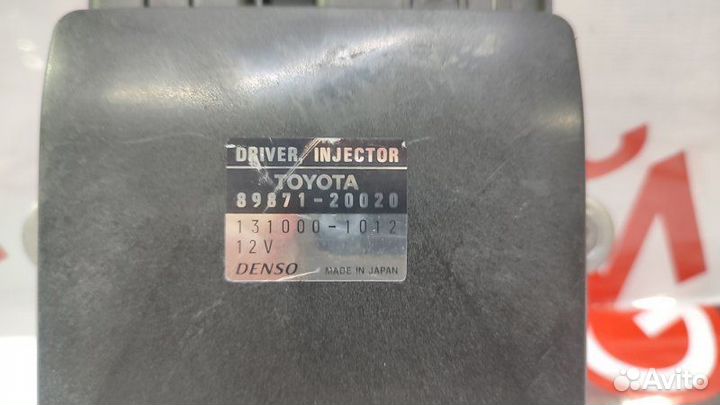 DRIVER, INJECTOR
TOYOTA
89871-20020
131000-1012
12V
DENSO MADE IN JAPAN
Avito